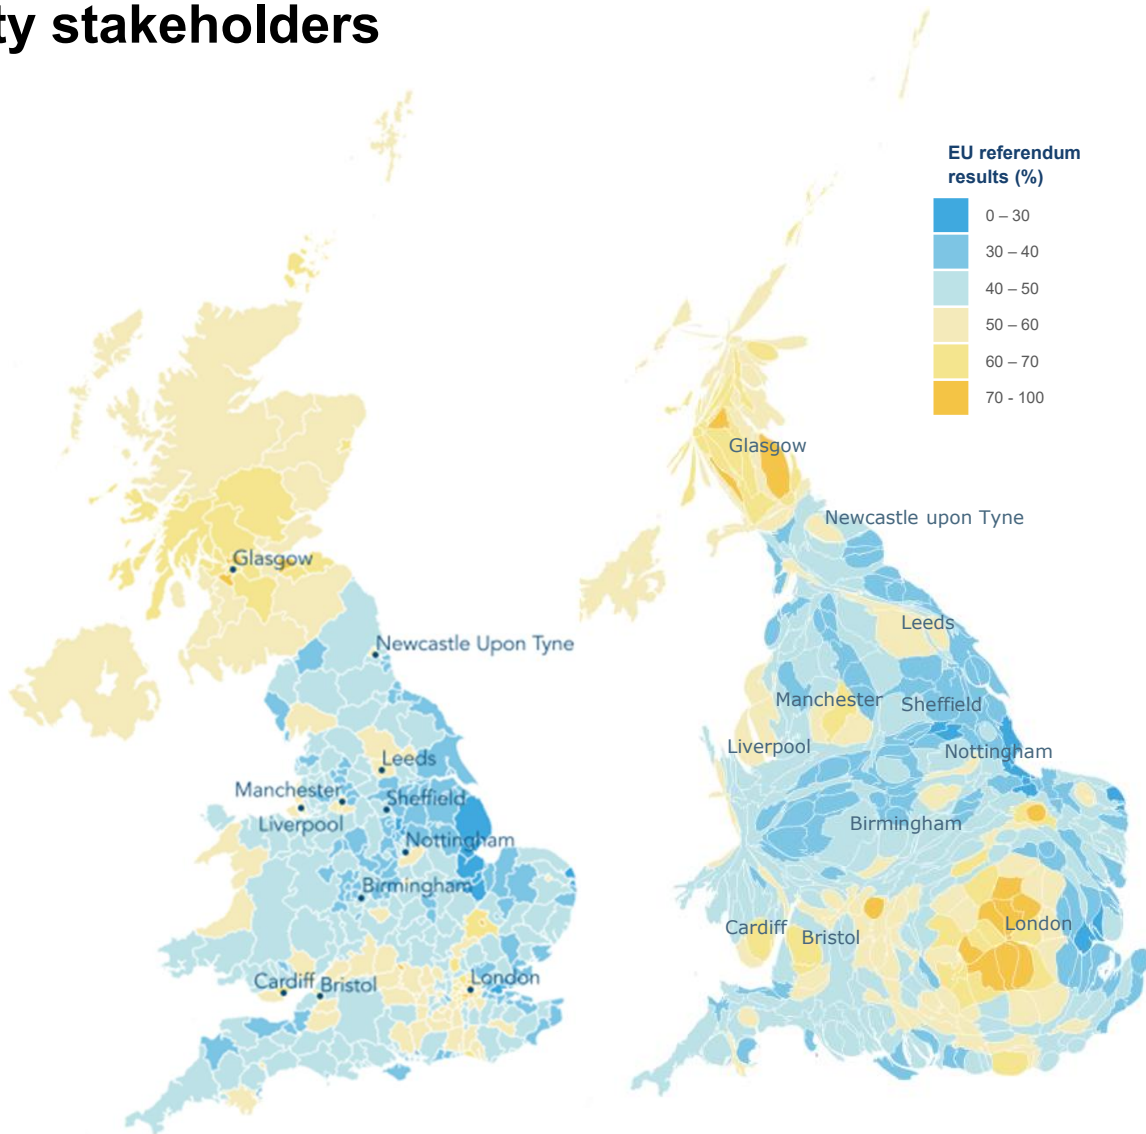 ty stakeholders
EU referendum
results (%)
0 – 30
30 – 40
40 – 50
50 – 60
60 – 70
70 - 100
Glasgow
Newcastle Upon Tyne
Leeds
Manchester
Sheffield
Liverpool
Nottingham
Birmingham
Cardiff
Bristol
London
Glasgow
Newcastle upon Tyne
Leeds
Manchester
Sheffield
Liverpool
Nottingham
Birmingham
Cardiff
Bristol
London